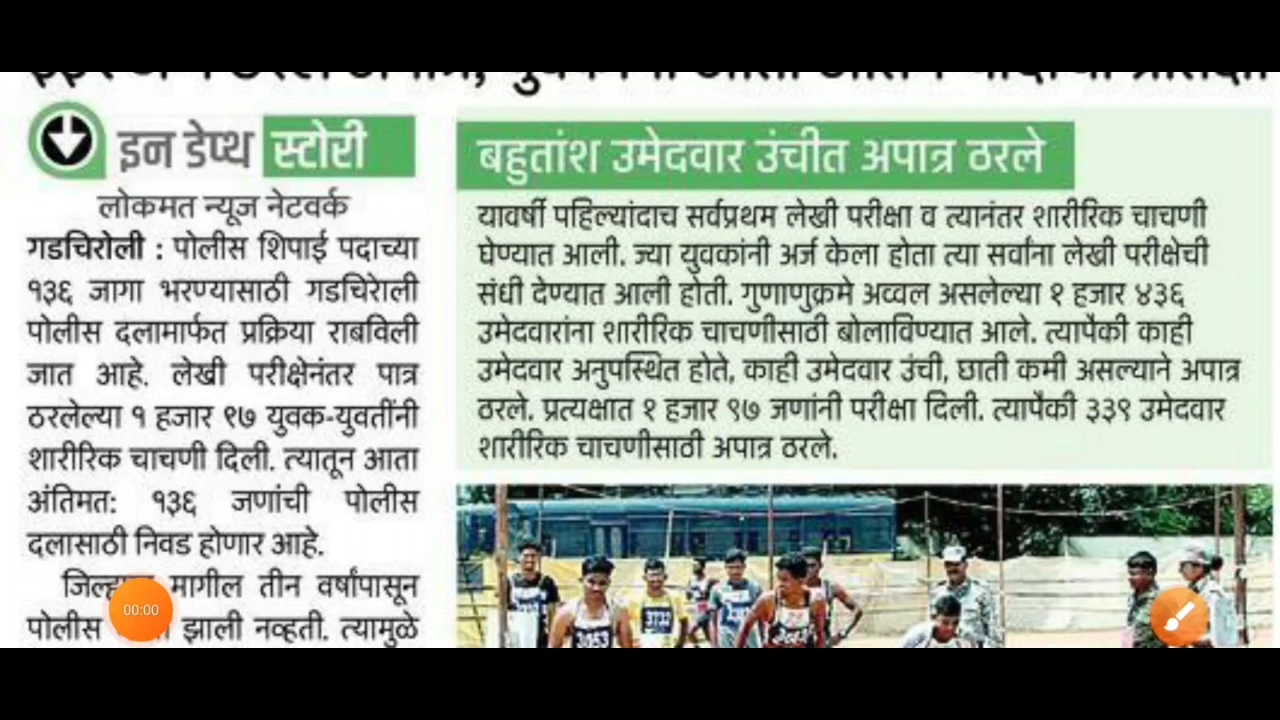 इन डेप्थ स्टोरी
लोकमत न्यूज नेटवर्क
गडचिरोली : पोलीस शिपाई पदाच्या
१३६ जागा भरण्यासाठी गडचिरोली
पोलीस दलामार्फत प्रक्रिया राबविली
जात आहे. लेखी परीक्षेनंतर पात्र
ठरलेल्या १ हजार ९७ युवक-युवतींनी
शारीरिक चाचणी दिली. त्यातून आता
अंतिमत: १३६ जणांची पोलीस
दलासाठी निवड होणार आहे.
मागील तीन वर्षांपासून
पोलीस झाली नव्हती. त्यामुळे
बहुतांश उमेदवार उंचीत अपात्र ठरले
यावर्षी पहिल्यांदाच सर्वप्रथम लेखी परीक्षा व त्यानंतर शारीरिक चाचणी
घेण्यात आली. ज्या युवकांनी अर्ज केला होता त्या सर्वांना लेखी परीक्षेची
संधी देण्यात आली होती. गुणाणुक्रमे अव्वल असलेल्या १ हजार ४३६
उमेदवारांना शारीरिक चाचणीसाठी बोलाविण्यात आले. त्यापैकी काही
उमेदवार अनुपस्थित होते, काही उमेदवार उंची, छाती कमी असल्याने अपात्र
ठरले. प्रत्यक्षात १ हजार ९७ जणांनी परीक्षा दिली. त्यापैकी ३३९ उमेदवार
शारीरिक चाचणीसाठी अपात्र ठरले.
3732
00:00